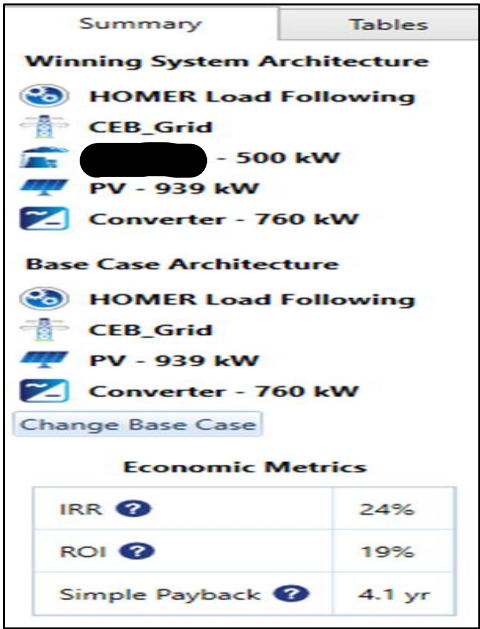 Summary
Tables
Winning System Architecture
HOMER Load Following
CEB_Grid
- 500 kW
PV - 939 kW
Converter - 760 kW
Base Case Architecture
HOMER Load Following
CEB_Grid
PV - 939 kW
Converter - 760 kW
Change Base Case
Economic Metrics
IRR ? 24%
ROI ? 19%
Simple Payback ? 4.1 yr